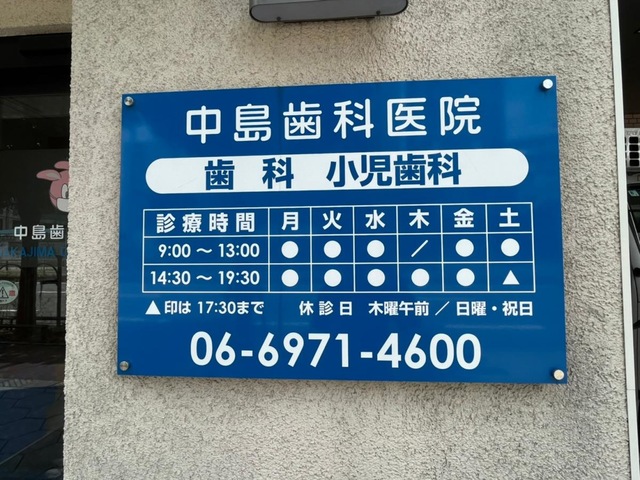 中島歯科医院
歯科 小児歯科
診療時間 月 火 水 木 金 土
9:00〜13:00 ● ● ● ／ ● ●
14:30〜19:30 ● ● ● ● ● ▲
▲印は17:30まで 休診日 木曜午前／日曜・祝日
06-6971-4600
中島歯